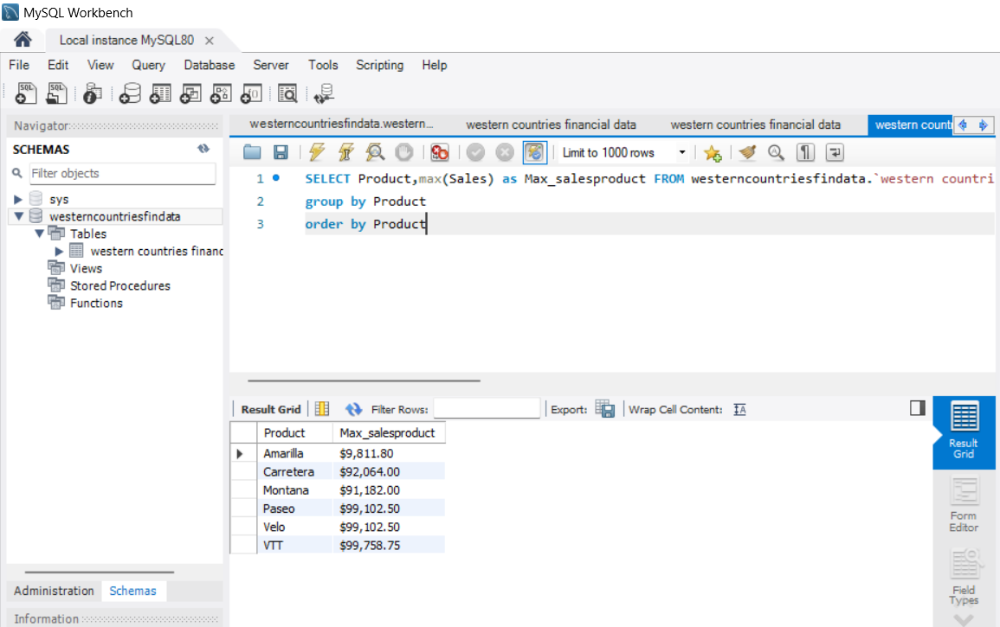 MySQL Workbench
Local instance MySQL80
File Edit View Query Database Server Tools Scripting Help
SQL SQL
Navigator
SCHEMAS
Filter objects
sys
westerncountriesfindata
Tables
western countries financ
Views
Stored Procedures
Functions
Administration Schemas
Information
westerncountriesfindata.western... western countries financial data western countries financial data western counti
Limit to 1000 rows
1 SELECT Product,max(Sales) as Max_salesproduct FROM westerncountriesfindata.`western countri
2 group by Product
3 order by Product
Result Grid Filter Rows: Export: Wrap Cell Content:
Product Max_salesproduct
Amarilla $9,811.80
Carretera $92,064.00
Montana $91,182.00
Paseo $99,102.50
Velo $99,102.50
VTT $99,758.75
Result
Grid
Form
Editor
Field
Types